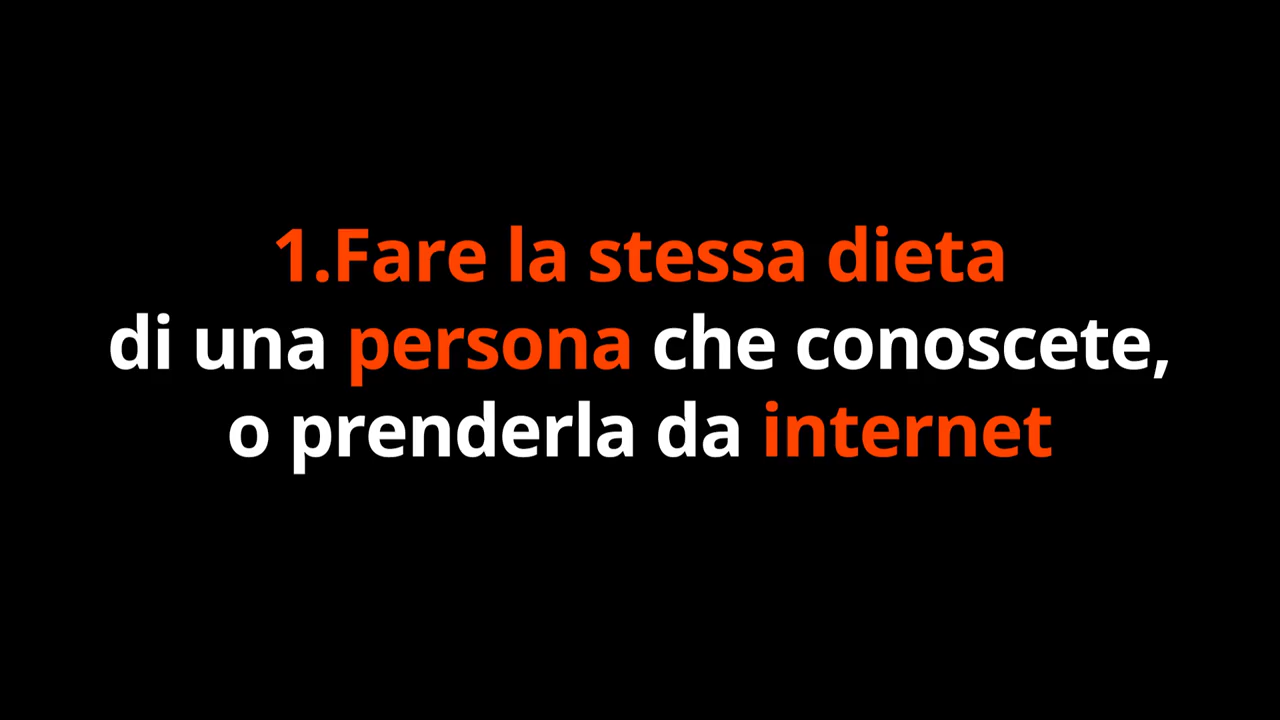 1.Fare la stessa dieta
di una persona che conoscete,
o prenderla da internet